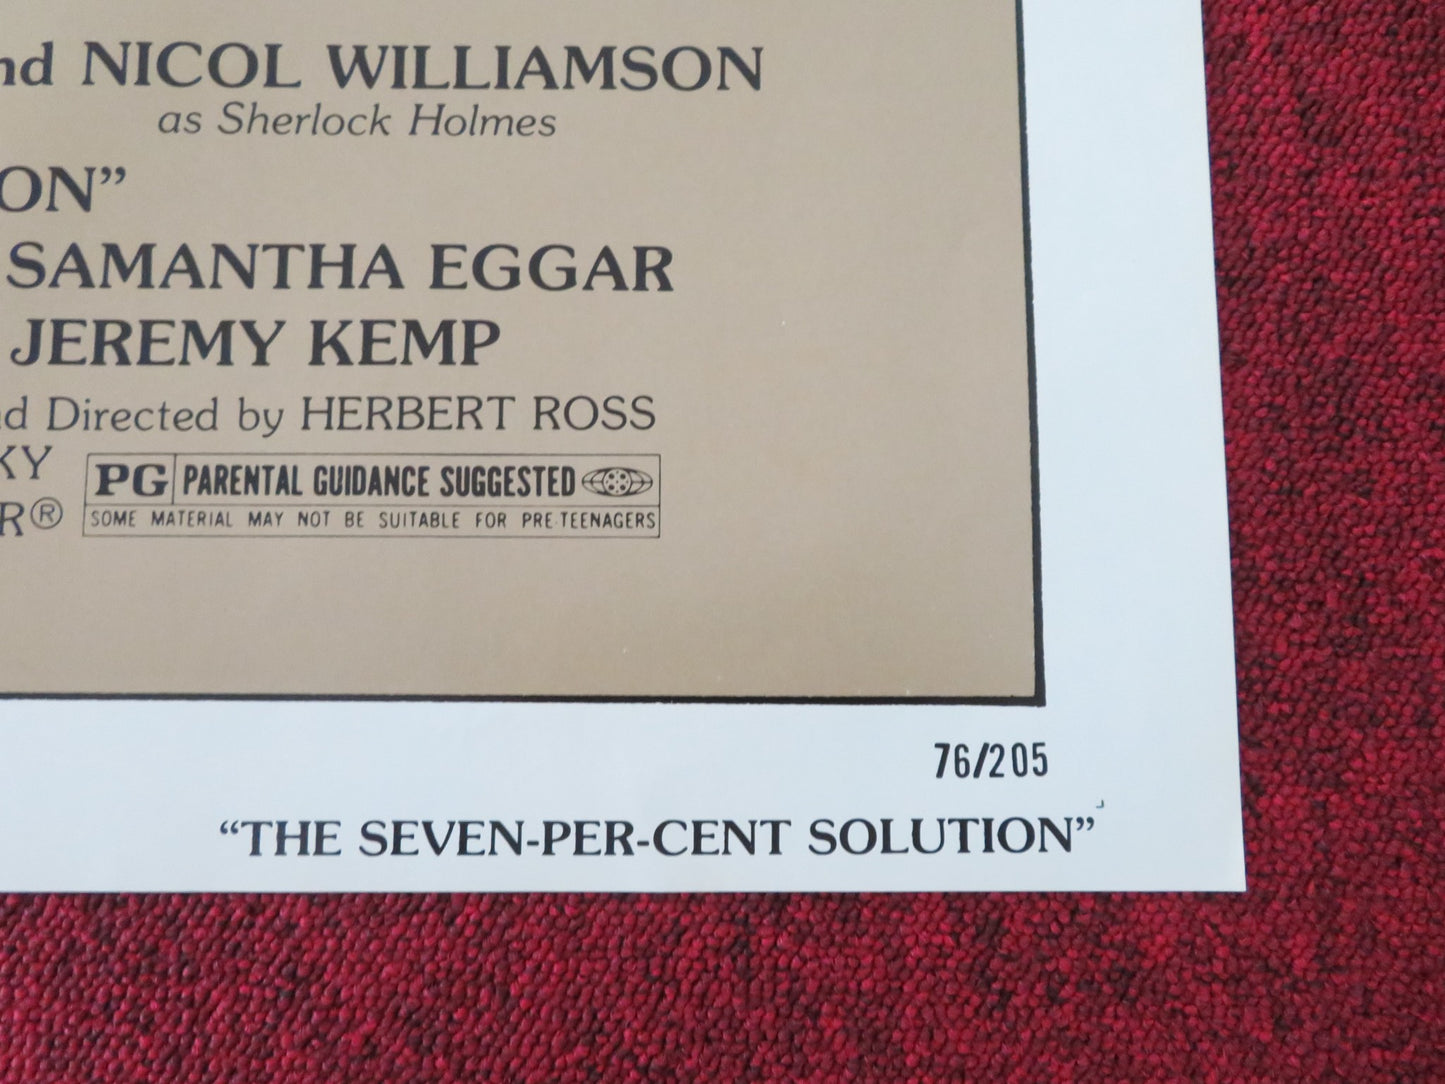 nd NICOL WILLIAMSON
as Sherlock Holmes
ON”
SAMANTHA EGGAR
JEREMY KEMP
d Directed by HERBERT ROSS
KY
R®
PG PARENTAL GUIDANCE SUGGESTED
SOME MATERIAL MAY NOT BE SUITABLE FOR PRE-TEENAGERS
76/205
“THE SEVEN-PER-CENT SOLUTION”